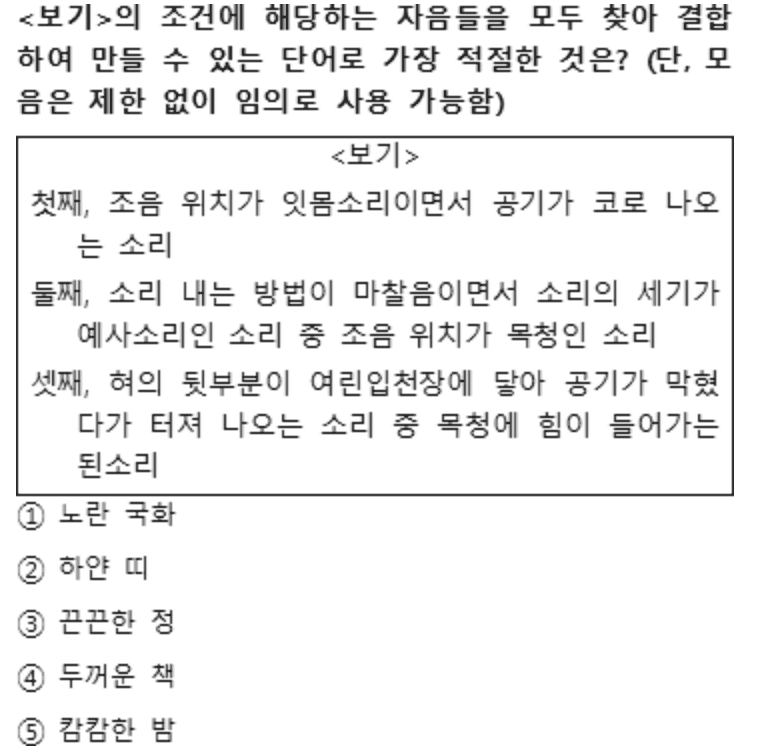 <보기>의 조건에 해당하는 자음들을 모두 찾아 결합
하여 만들 수 있는 단어로 가장 적절한 것은? (단, 모
음은 제한 없이 임의로 사용 가능함)
<보기>
첫째, 조음 위치가 잇몸소리이면서 공기가 코로 나오
는 소리
둘째, 소리 내는 방법이 마찰음이면서 소리의 세기가
예사소리인 소리 중 조음 위치가 목청인 소리
셋째, 혀의 뒷부분이 여린입천장에 닿아 공기가 막혔
다가 터져 나오는 소리 중 목청에 힘이 들어가는
된소리
① 노란 국화
② 하얀 띠
③ 끈끈한 정
④ 두꺼운 책
⑤ 캄캄한 밤